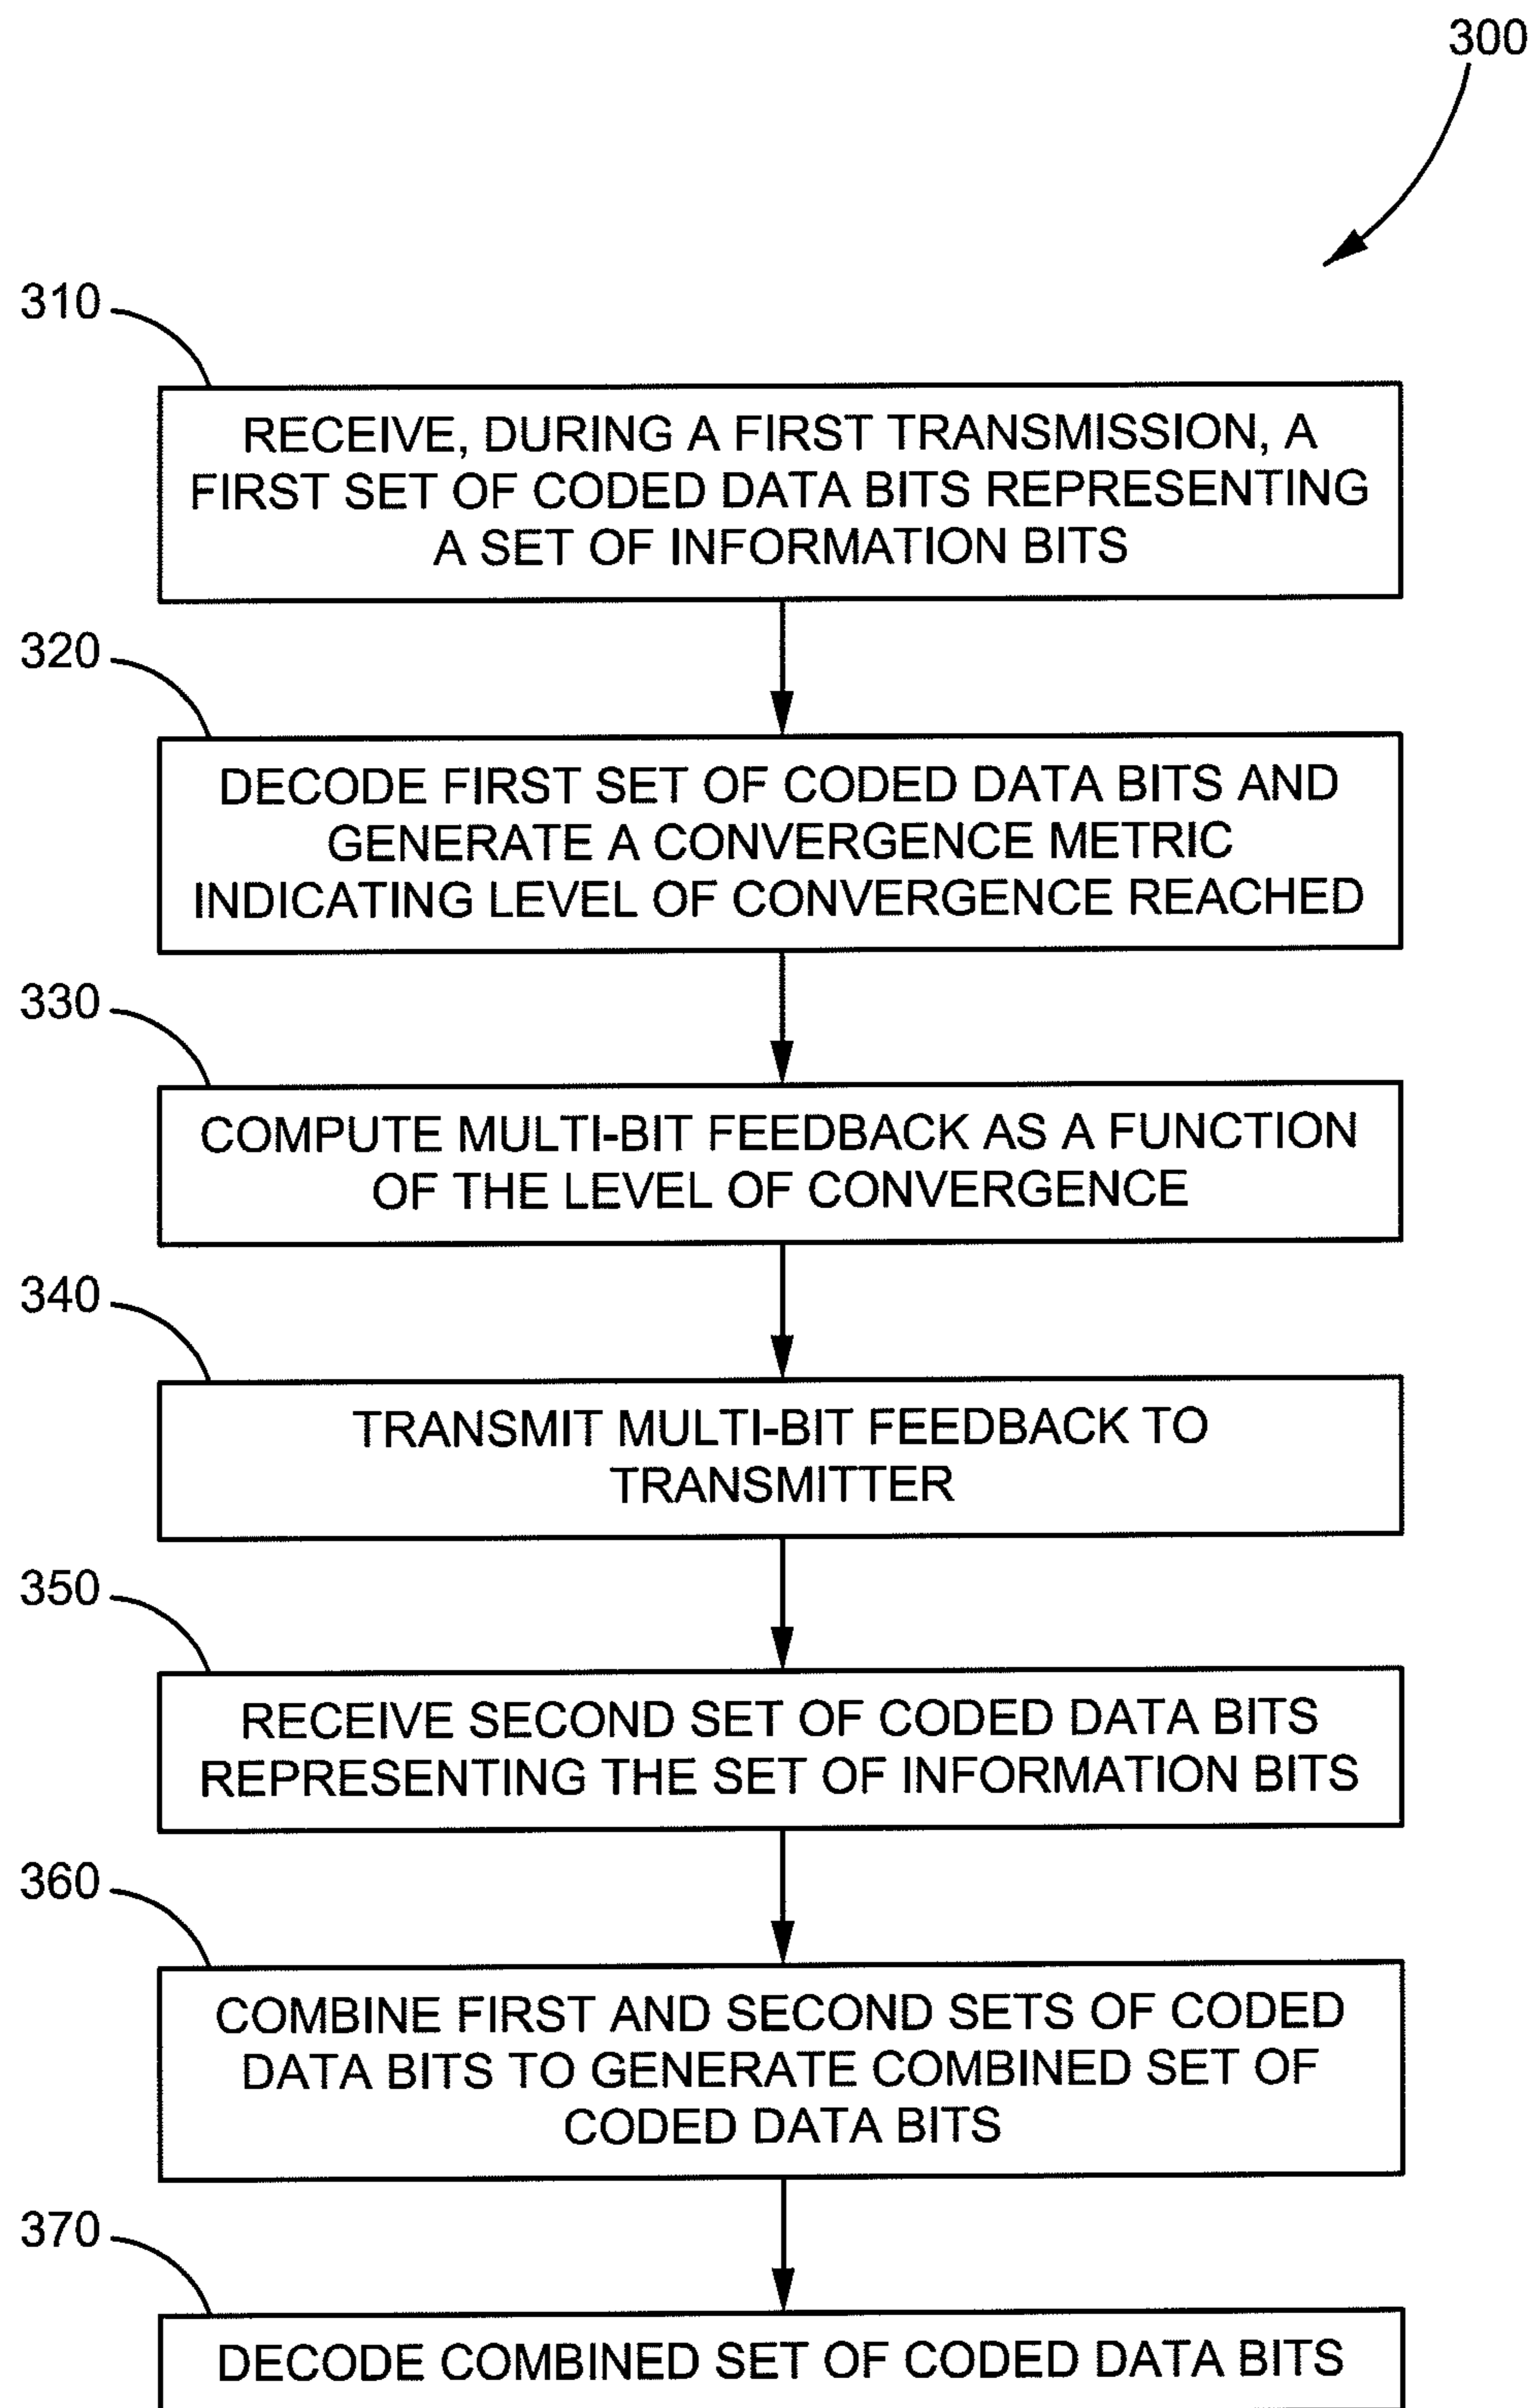 300
310
RECEIVE, DURING A FIRST TRANSMISSION, A
FIRST SET OF CODED DATA BITS REPRESENTING
A SET OF INFORMATION BITS
320
DECODE FIRST SET OF CODED DATA BITS AND
GENERATE A CONVERGENCE METRIC
INDICATING LEVEL OF CONVERGENCE REACHED
330
COMPUTE MULTI-BIT FEEDBACK AS A FUNCTION
OF THE LEVEL OF CONVERGENCE
340
TRANSMIT MULTI-BIT FEEDBACK TO
TRANSMITTER
350
RECEIVE SECOND SET OF CODED DATA BITS
REPRESENTING THE SET OF INFORMATION BITS
360
COMBINE FIRST AND SECOND SETS OF CODED
DATA BITS TO GENERATE COMBINED SET OF
CODED DATA BITS
370
DECODE COMBINED SET OF CODED DATA BITS